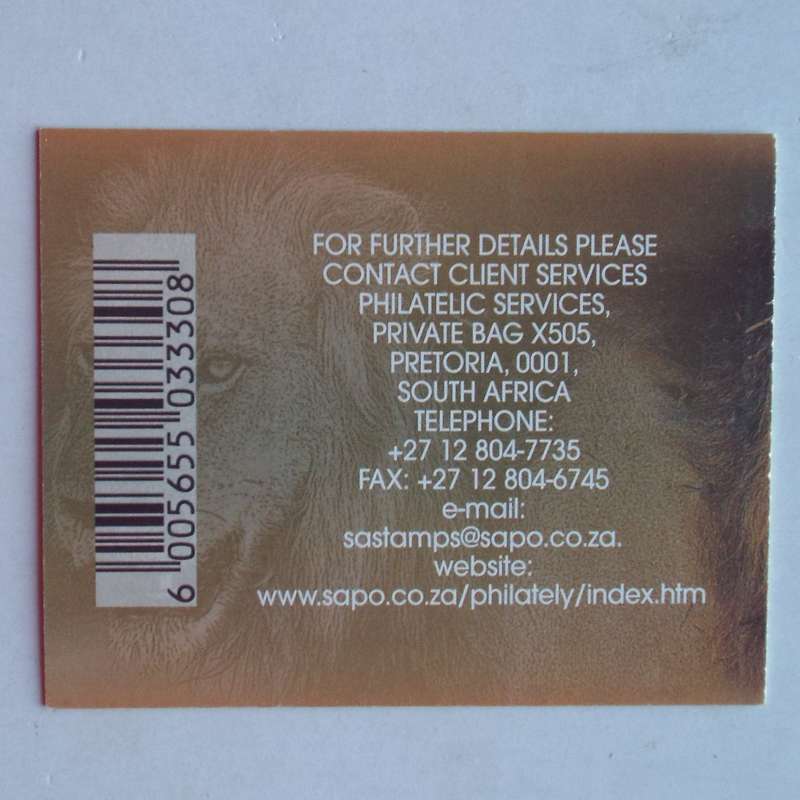 FOR FURTHER DETAILS PLEASE
CONTACT CLIENT SERVICES
PHILATELIC SERVICES,
PRIVATE BAG X505,
PRETORIA, 0001,
SOUTH AFRICA
TELEPHONE:
+27 12 804-7735
FAX: +27 12 804-6745
e-mail:
sastamps@sapo.co.za.
website:
www.sapo.co.za/philately/index.htm
6 005655 033308